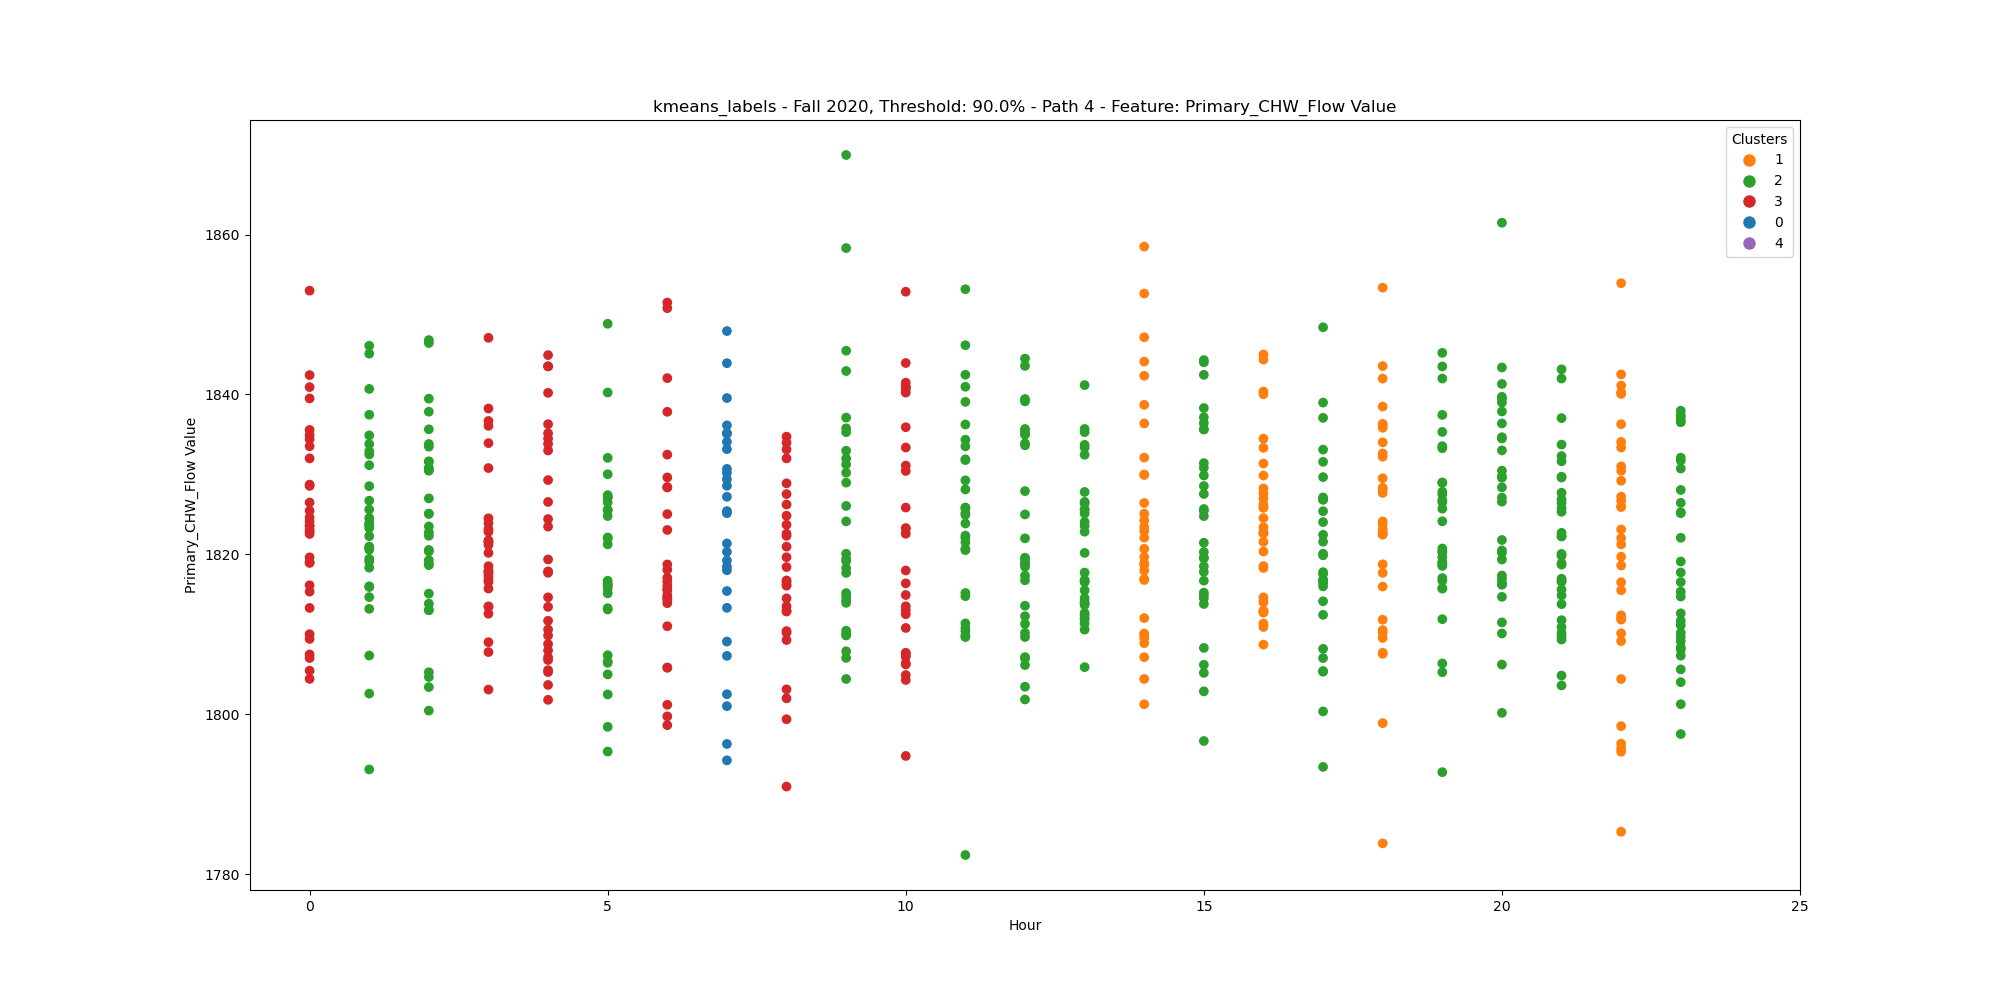 kmeans_labels - Fall 2020, Threshold: 90.0% - Path 4 - Feature: Primary_CHW_Flow Value
Clusters
1
2
3
0
4
Primary_CHW_Flow Value
1860
1840
1820
1800
1780
0 5 10 15 20 25
Hour